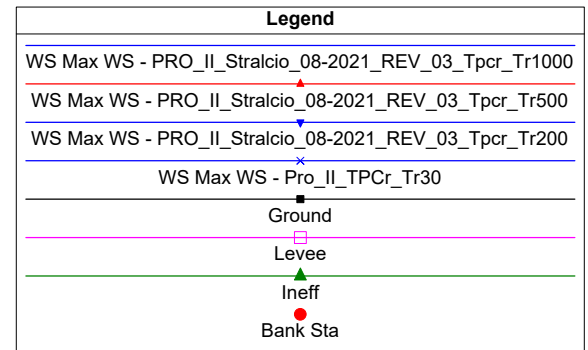 Legend
WS Max WS - PRO_II_Stralcio_08-2021_REV_03_Tpcr_Tr1000
WS Max WS - PRO_II_Stralcio_08-2021_REV_03_Tpcr_Tr500
WS Max WS - PRO_II_Stralcio_08-2021_REV_03_Tpcr_Tr200
WS Max WS - Pro_II_TPCr_Tr30
Ground
Levee
Ineff
Bank Sta